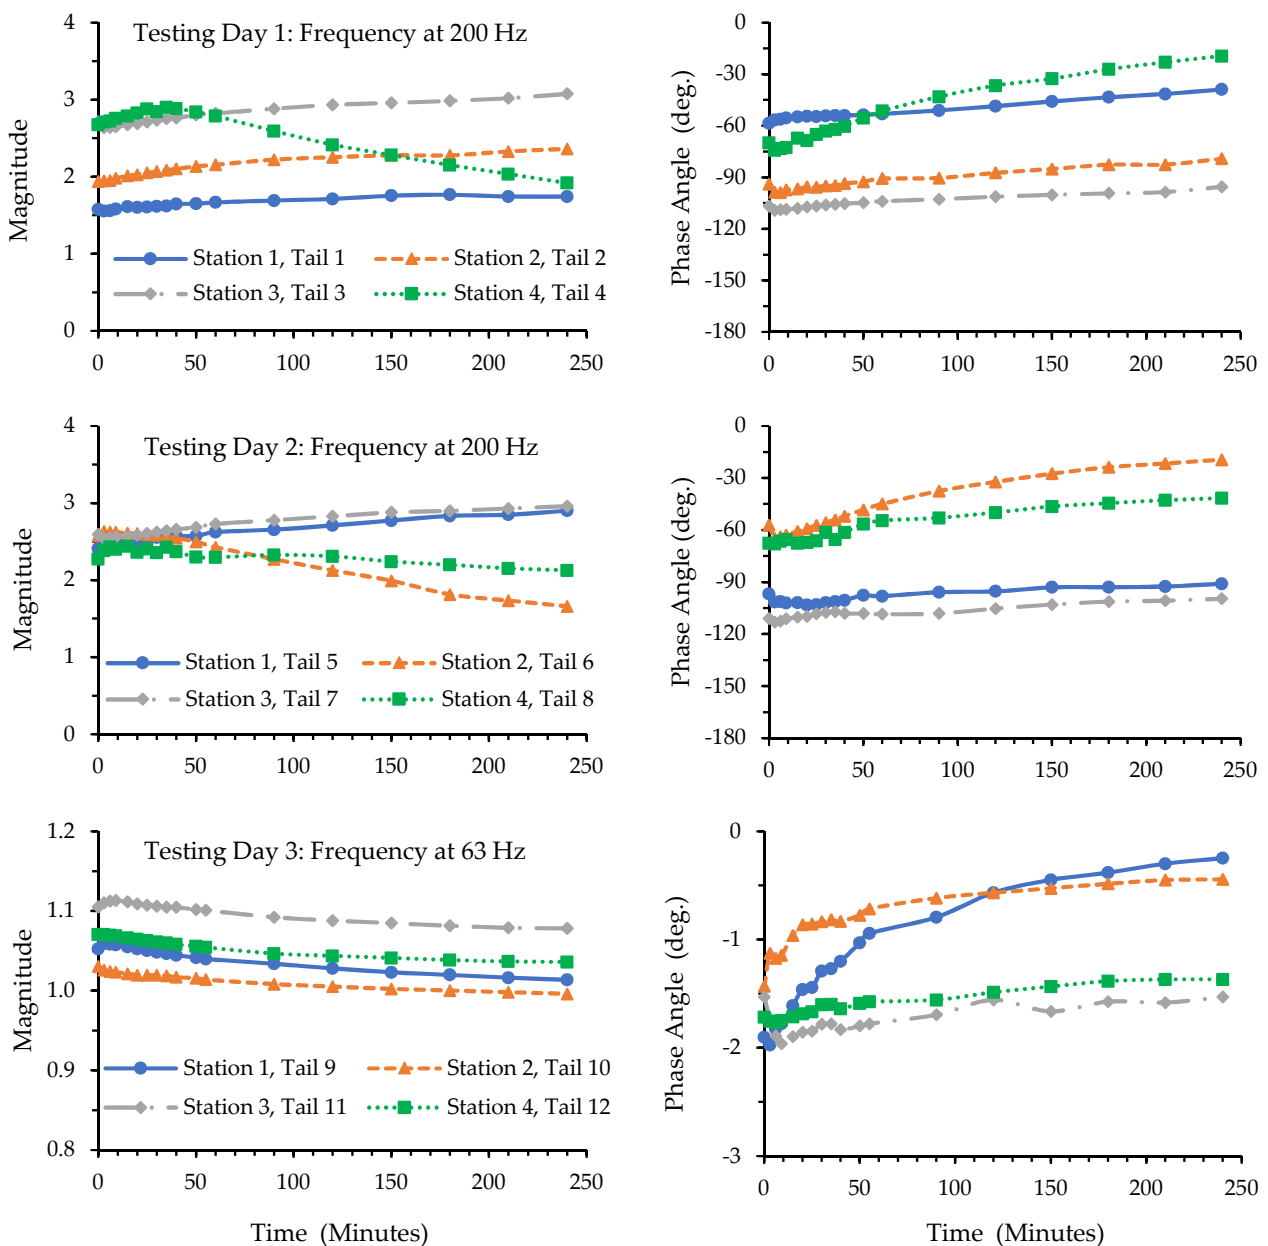 4
Testing Day 1: Frequency at 200 Hz
3
2
1
0
Magnitude
Station 1, Tail 1
Station 2, Tail 2
Station 3, Tail 3
Station 4, Tail 4
0 50 100 150 200 250
0
-30
-60
-90
-120
-150
-180
Phase Angle (deg.)
0 50 100 150 200 250
4
Testing Day 2: Frequency at 200 Hz
3
2
1
0
Magnitude
Station 1, Tail 5
Station 2, Tail 6
Station 3, Tail 7
Station 4, Tail 8
0 50 100 150 200 250
0
-30
-60
-90
-120
-150
-180
Phase Angle (deg.)
0 50 100 150 200 250
1.2
Testing Day 3: Frequency at 63 Hz
1.1
1.0
0.9
0.8
Magnitude
Station 1, Tail 9
Station 2, Tail 10
Station 3, Tail 11
Station 4, Tail 12
0 50 100 150 200 250
Time (Minutes)
0
-1
-2
-3
Phase Angle (deg.)
0 50 100 150 200 250
Time (Minutes)